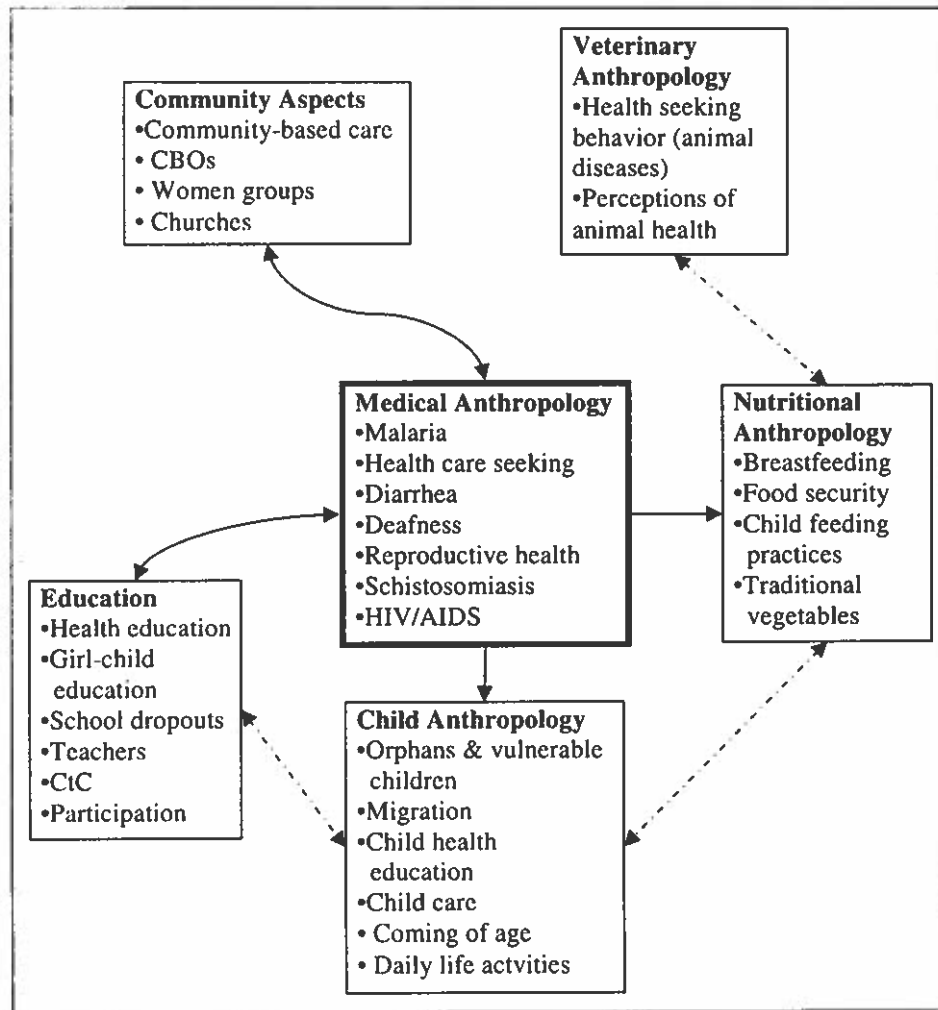 Community Aspects
•Community-based care
• CBOs
• Women groups
• Churches
Veterinary
Anthropology
•Health seeking
behavior (animal
diseases)
•Perceptions of
animal health
Medical Anthropology
•Malaria
•Health care seeking
•Diarrhea
•Deafness
•Reproductive health
•Schistosomiasis
•HIV/AIDS
Nutritional
Anthropology
•Breastfeeding
•Food security
•Child feeding
practices
•Traditional
vegetables
Education
•Health education
•Girl-child
education
•School dropouts
•Teachers
•CtC
•Participation
Child Anthropology
•Orphans & vulnerable
children
•Migration
•Child health
education
•Child care
• Coming of age
• Daily life actvities